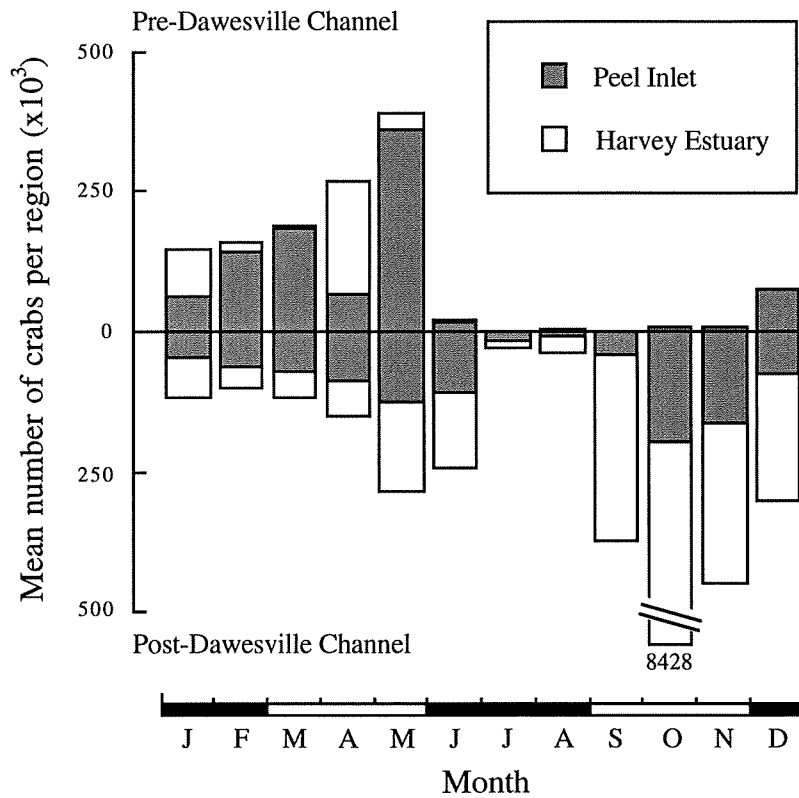 Pre-Dawesville Channel
500
250
0
250
500
Mean number of crabs per region (x10³)
Peel Inlet
Harvey Estuary
Post-Dawesville Channel
8428
J F M A M J J A S O N D
Month